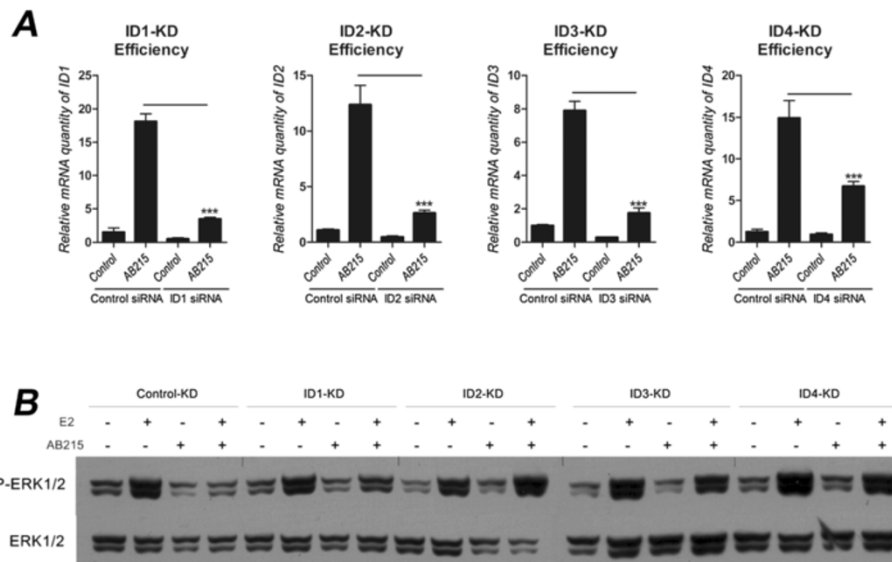 A
ID1-KD
Efficiency
Relative mRNA quantity of ID1
25
20
15
10
5
0
***
Control
AB215
Control
AB215
Control siRNA
ID1 siRNA
ID2-KD
Efficiency
Relative mRNA quantity of ID2
15
10
5
0
***
Control
AB215
Control
AB215
Control siRNA
ID2 siRNA
ID3-KD
Efficiency
Relative mRNA quantity of ID3
10
8
6
4
2
0
***
Control
AB215
Control
AB215
Control siRNA
ID3 siRNA
ID4-KD
Efficiency
Relative mRNA quantity of ID4
20
15
10
5
0
***
Control
AB215
Control
AB215
Control siRNA
ID4 siRNA
B
Control-KD ID1-KD ID2-KD ID3-KD ID4-KD
E2 - + - + - + - + - + - + - + - + - + - +
AB215 - - + + - - + + - - + + - - + + - - + +
P-ERK1/2
ERK1/2